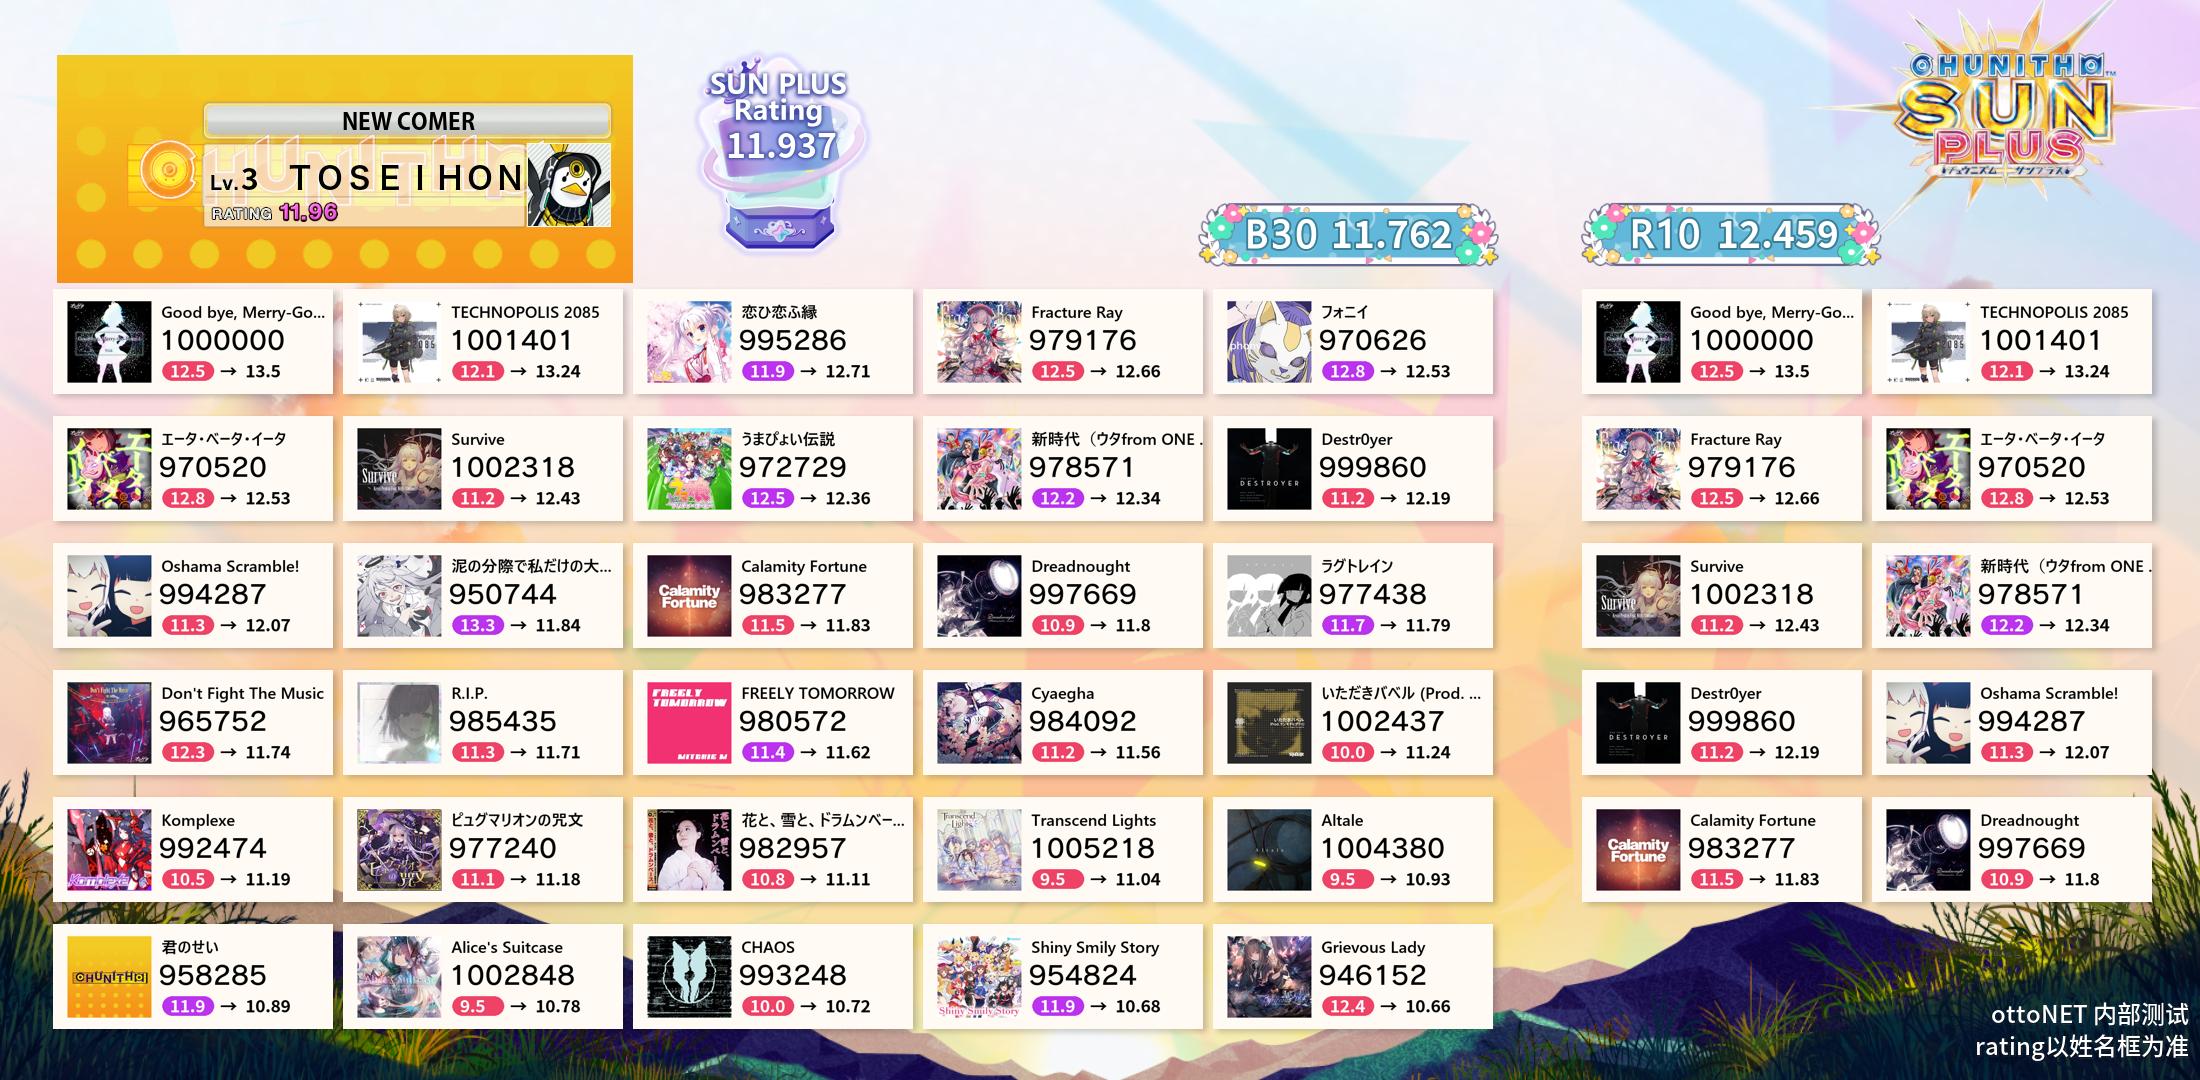 NEW COMER
Lv.3 TOSEIHON
RATING 11.96
SUN PLUS
Rating
11.937
CHUNITHM
SUN
PLUS
チュウニズム サンプラス
B30 11.762
R10 12.459
Good bye, Merry-Go...
1000000
12.5 → 13.5
TECHNOPOLIS 2085
1001401
12.1 → 13.24
恋ひ恋ふ縁
995286
11.9 → 12.71
Fracture Ray
979176
12.5 → 12.66
フォニイ
970626
12.8 → 12.53
エータ・ベータ・イータ
970520
12.8 → 12.53
Survive
1002318
11.2 → 12.43
うまぴょい伝説
972729
12.5 → 12.36
新時代（ウタfrom ONE .
978571
12.2 → 12.34
Destr0yer
999860
11.2 → 12.19
Oshama Scramble!
994287
11.3 → 12.07
泥の分際で私だけの大...
950744
13.3 → 11.84
Calamity Fortune
983277
11.5 → 11.83
Dreadnought
997669
10.9 → 11.8
ラグトレイン
977438
11.7 → 11.79
Don't Fight The Music
965752
12.3 → 11.74
R.I.P.
985435
11.3 → 11.71
FREELY TOMORROW
980572
11.4 → 11.62
Cyaegha
984092
11.2 → 11.56
いただきバベル (Prod. ...
1002437
10.0 → 11.24
Komplexe
992474
10.5 → 11.19
ピュグマリオンの咒文
977240
11.1 → 11.18
花と、雪と、ドラムンベー...
982957
10.8 → 11.11
Transcend Lights
1005218
9.5 → 11.04
Altale
1004380
9.5 → 10.93
君のせい
958285
11.9 → 10.89
Alice's Suitcase
1002848
9.5 → 10.78
CHAOS
993248
10.0 → 10.72
Shiny Smily Story
954824
11.9 → 10.68
Grievous Lady
946152
12.4 → 10.66
Good bye, Merry-Go...
1000000
12.5 → 13.5
TECHNOPOLIS 2085
1001401
12.1 → 13.24
Fracture Ray
979176
12.5 → 12.66
エータ・ベータ・イータ
970520
12.8 → 12.53
Survive
1002318
11.2 → 12.43
新時代（ウタfrom ONE .
978571
12.2 → 12.34
Destr0yer
999860
11.2 → 12.19
Oshama Scramble!
994287
11.3 → 12.07
Calamity Fortune
983277
11.5 → 11.83
Dreadnought
997669
10.9 → 11.8
ottoNET 内部测试
rating以姓名框为准